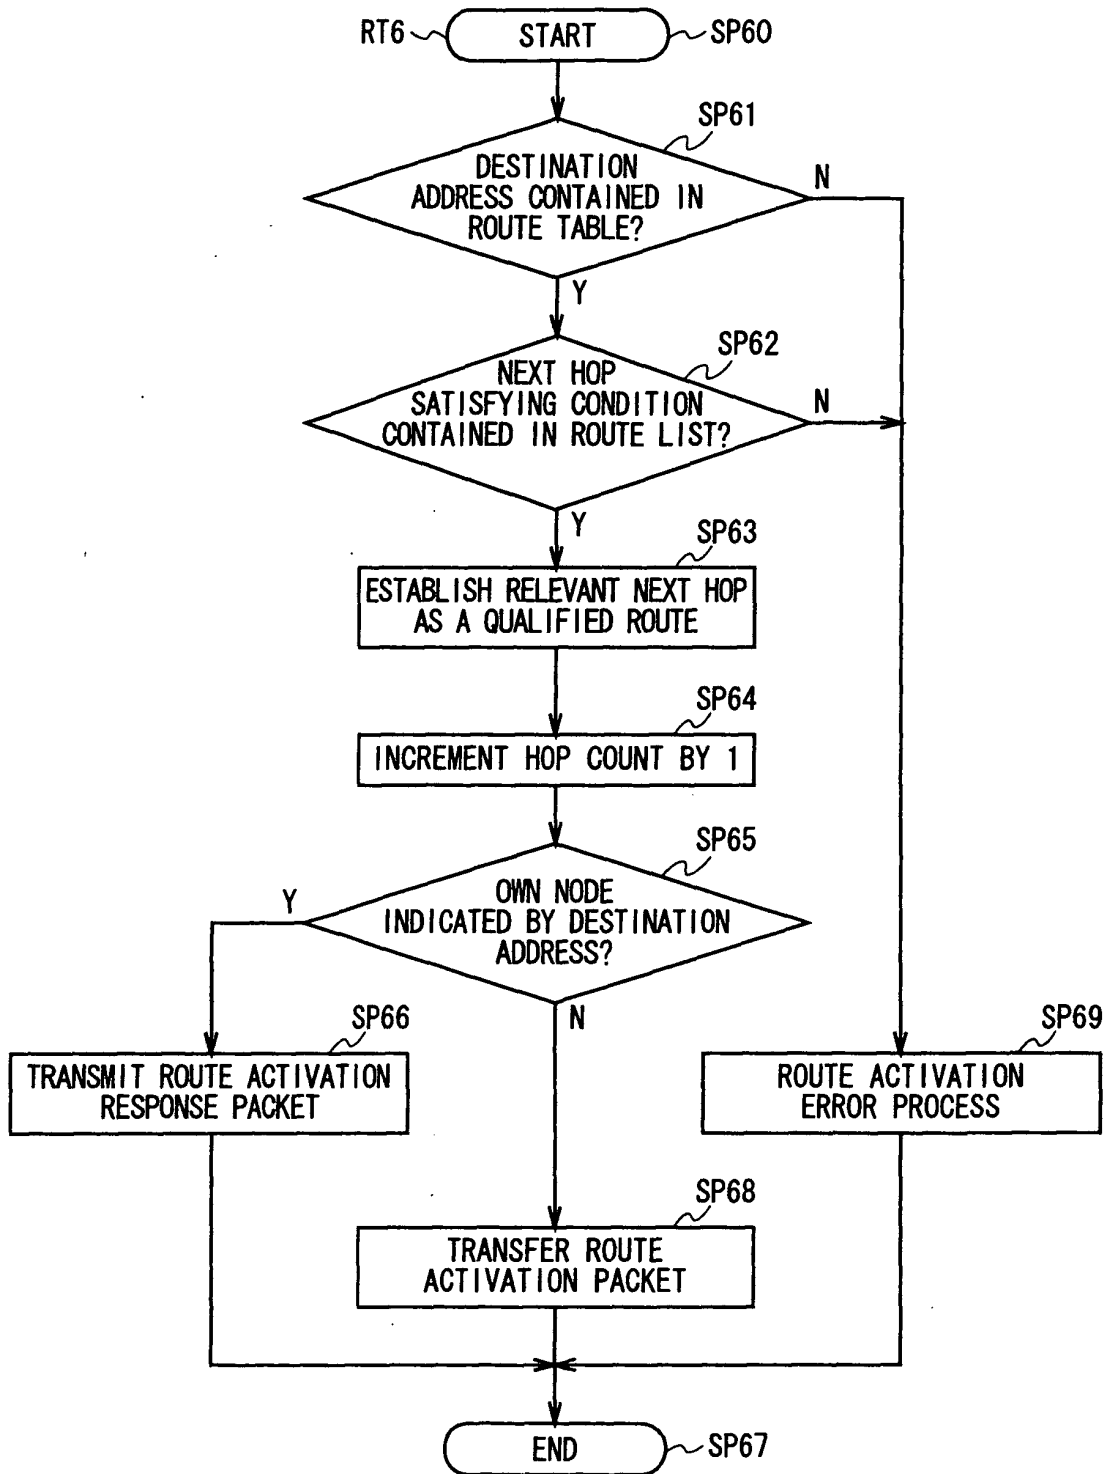 RT6
START
SP60
SP61
DESTINATION
ADDRESS CONTAINED IN
ROUTE TABLE?
N
Y
SP62
NEXT HOP
SATISFYING CONDITION
CONTAINED IN ROUTE LIST?
N
Y
SP63
ESTABLISH RELEVANT NEXT HOP
AS A QUALIFIED ROUTE
SP64
INCREMENT HOP COUNT BY 1
SP65
OWN NODE
INDICATED BY DESTINATION
ADDRESS?
Y
N
SP66
TRANSMIT ROUTE ACTIVATION
RESPONSE PACKET
SP69
ROUTE ACTIVATION
ERROR PROCESS
SP68
TRANSFER ROUTE
ACTIVATION PACKET
END
SP67